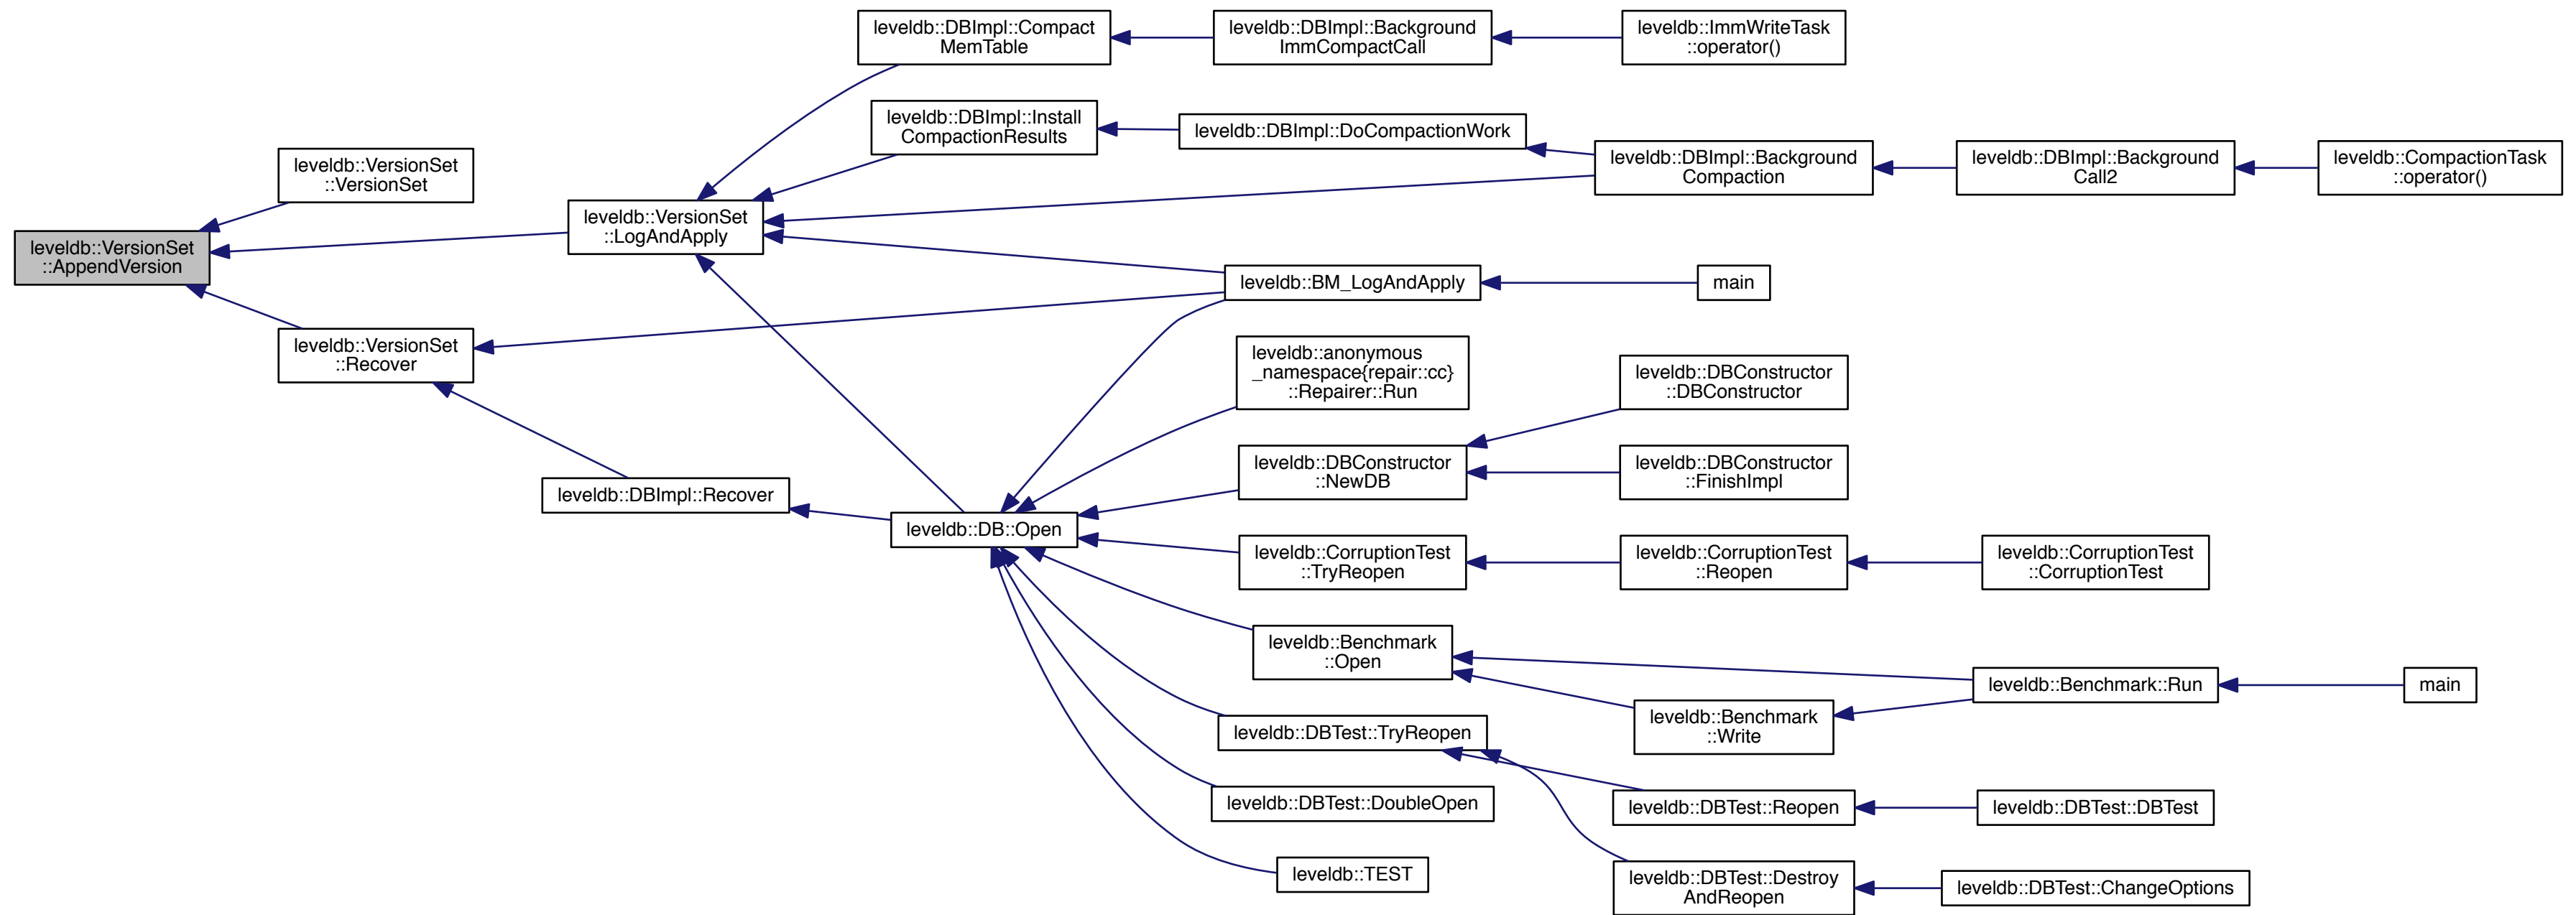 leveldb::DBImpl::Compact
MemTable
leveldb::DBImpl::Background
ImmCompactCall
leveldb::ImmWriteTask
::operator()
leveldb::DBImpl::Install
CompactionResults
leveldb::DBImpl::DoCompactionWork
leveldb::DBImpl::Background
Compaction
leveldb::DBImpl::Background
Call2
leveldb::CompactionTask
::operator()
leveldb::VersionSet
::VersionSet
leveldb::VersionSet
::LogAndApply
leveldb::VersionSet
::AppendVersion
leveldb::BM_LogAndApply
main
leveldb::VersionSet
::Recover
leveldb::anonymous
_namespace{repair::cc}
::Repairer::Run
leveldb::DBConstructor
::DBConstructor
leveldb::DBConstructor
::NewDB
leveldb::DBConstructor
::FinishImpl
leveldb::DBImpl::Recover
leveldb::DB::Open
leveldb::CorruptionTest
::TryReopen
leveldb::CorruptionTest
::Reopen
leveldb::CorruptionTest
::CorruptionTest
leveldb::Benchmark
::Open
leveldb::Benchmark::Run
main
leveldb::Benchmark
::Write
leveldb::DBTest::TryReopen
leveldb::DBTest::DoubleOpen
leveldb::DBTest::Reopen
leveldb::DBTest::DBTest
leveldb::TEST
leveldb::DBTest::Destroy
AndReopen
leveldb::DBTest::ChangeOptions